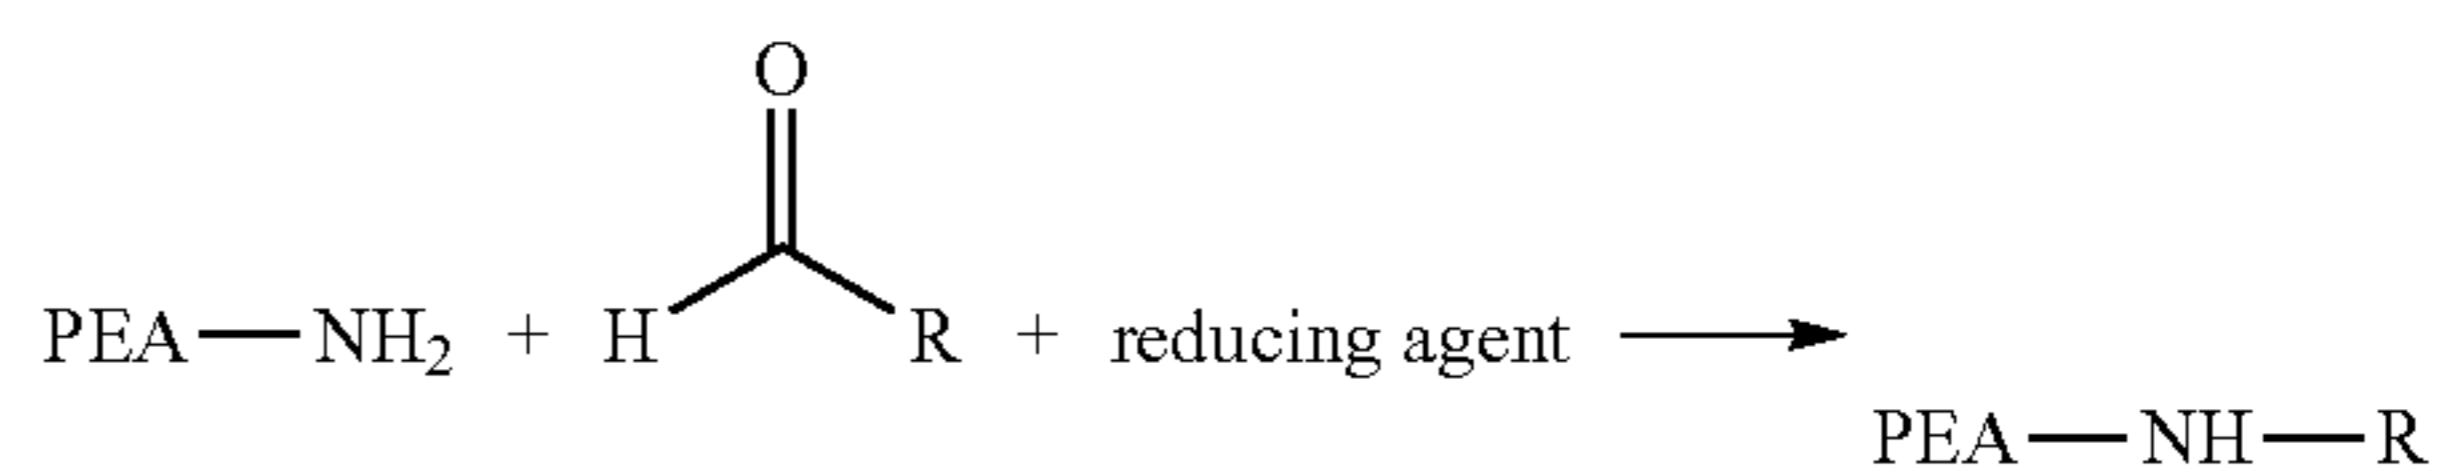 O
PEA—NH₂ + H R + reducing agent
PEA—NH—R